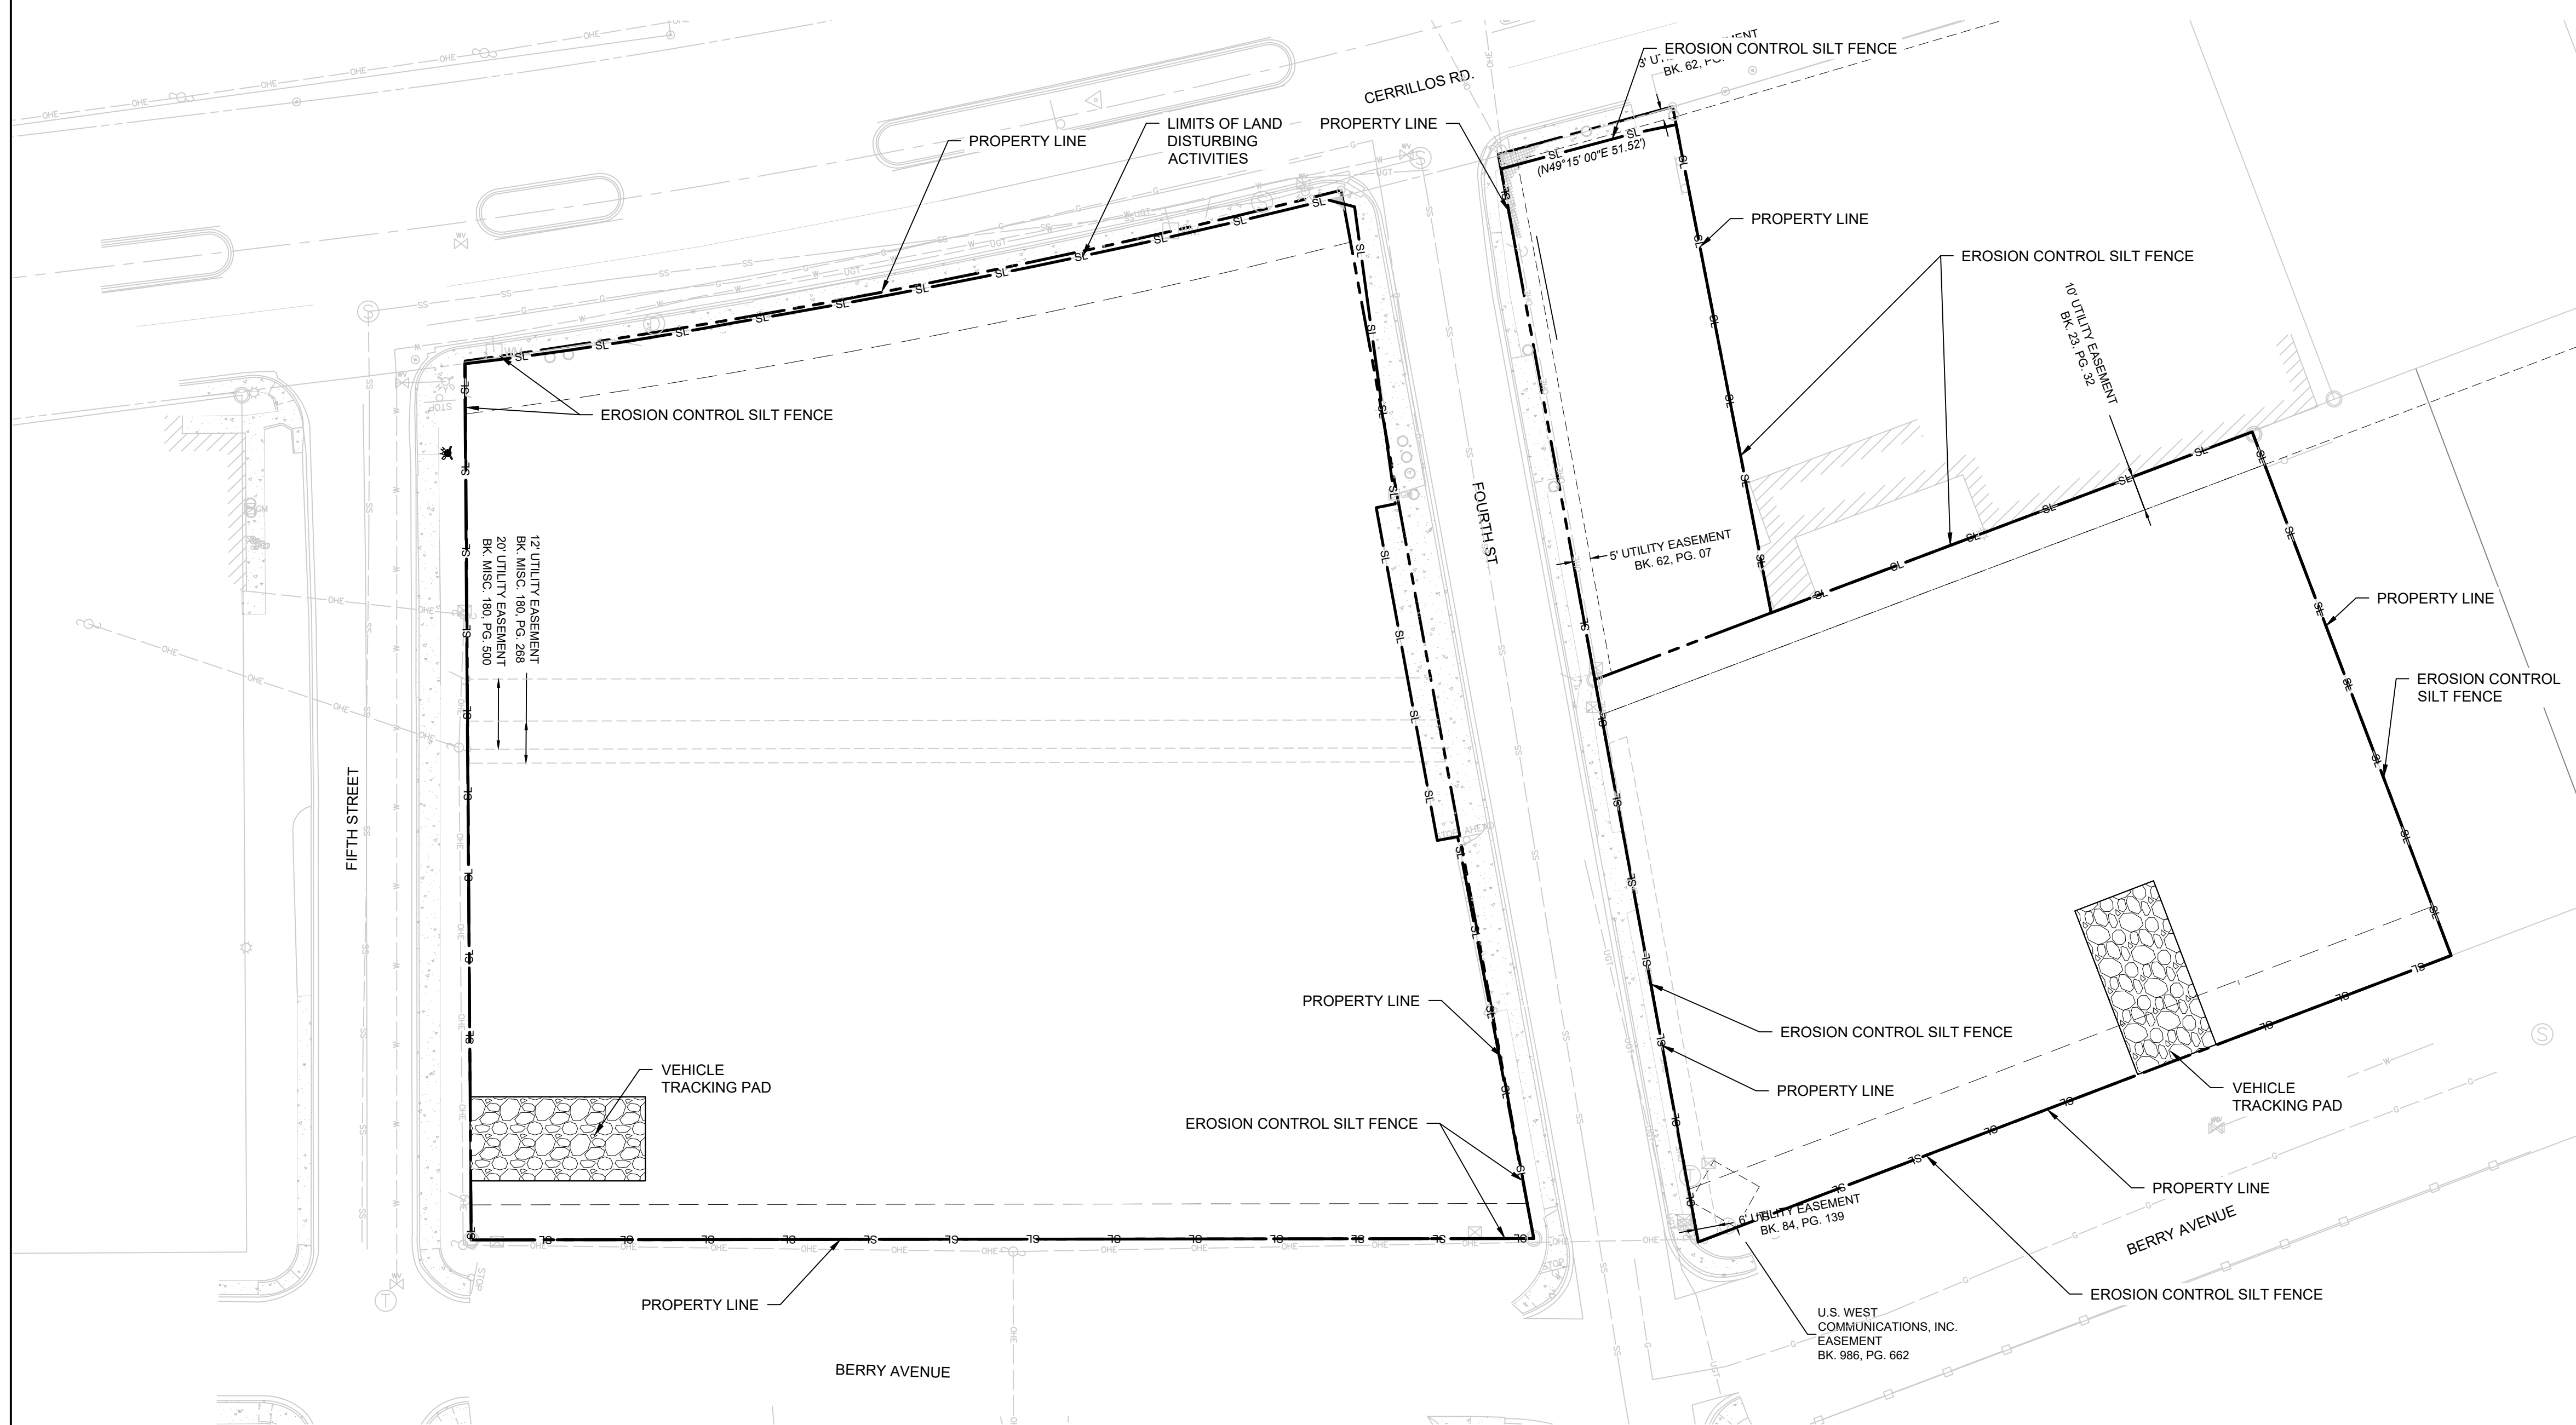 EROSION CONTROL SILT FENCE
BK. 62,
CERRILLOS RD.
PROPERTY LINE
LIMITS OF LAND
DISTURBING
ACTIVITIES
PROPERTY LINE
(N49°15' 00"E 51.52')
PROPERTY LINE
EROSION CONTROL SILT FENCE
10' UTILITY EASEMENT
BK. 23, PG. 32
EROSION CONTROL SILT FENCE
FOURTH ST
12' UTILITY EASEMENT
BK. MISC. 180, PG. 268
20' UTILITY EASEMENT
BK. MISC. 180, PG. 500
5' UTILITY EASEMENT
BK. 62, PG. 07
PROPERTY LINE
EROSION CONTROL
SILT FENCE
FIFTH STREET
STOP AHEAD
PROPERTY LINE
EROSION CONTROL SILT FENCE
VEHICLE
TRACKING PAD
PROPERTY LINE
VEHICLE
TRACKING PAD
EROSION CONTROL SILT FENCE
PROPERTY LINE
6' UTILITY EASEMENT
BK. 84, PG. 139
BERRY AVENUE
STOP
STOP
PROPERTY LINE
EROSION CONTROL SILT FENCE
U.S. WEST
COMMUNICATIONS, INC.
EASEMENT
BK. 986, PG. 662
BERRY AVENUE